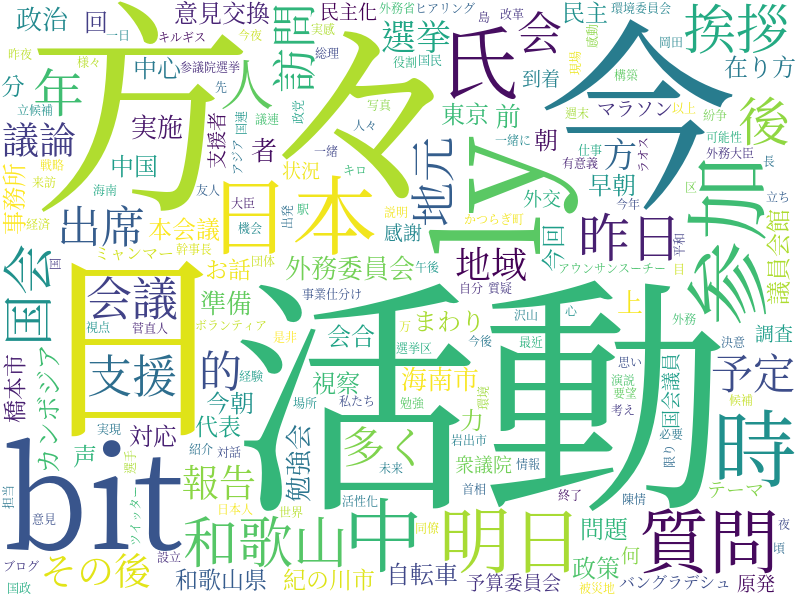 政治
回
意見交換
民主化
外務省
ヒアリング
島
改革
環境委員会
昨夜
一日
キルギス
訪問
今夜
実感
総理
選挙
会
民主
感動
岡田
挨拶
分
中心
参議院選挙
様々
方々
役割
国民
氏
到着
現場
構築
今
在り方
立候補
年
人
先
政党
写真
東京
前
マラソン
以上
後
議論
実施
支援者
国連
議連
人々
朝
週末
紛争
可能性
戦略
中国
者
アジア
一緒
キロ
地元
一緒に
仕事
有意義
方
ラオス
外務大臣
長
事務所
来訪
海南
友人
状況
ly
早朝
区
立ち
議員会館
経済
出席
本会議
大臣
機会
日本
出発
駅
説明
感謝
外交
かつらぎ町
今回
昨日
今年
平和
参加
国会
国
ミャンマー
幹事長
お話
団体
外務委員会
午後
地域
アウンサンスーチー
自分
質疑
日
目
会議
準備
事業仕分け
活動
上
視点
菅直人
ボランティア
是非
会合
万
まわり
沢山
心
外務
決意
調査
橋本市
カンボジア
支援
的
経験
視察
選挙区
今後
海南市
最近
思い
演説
要望
国会議員
候補
予定
時
実現
今朝
場所
私たち
勉強
力
環境
考え
声
選手
対応
代表
勉強会
多く
岩出市
必要
紹介
対話
未来
衆議院
情報
限り
bit
担当
意見
ツイッター
報告
日本人
世界
活性化
首相
終了
陳情
テーマ
和歌山
中
同僚
明日
問題
質問
夜
頃
ブログ
その後
設立
政策
何
国政
和歌山県
紀の川市
自転車
予算委員会
被災地
バングラデシュ
原発